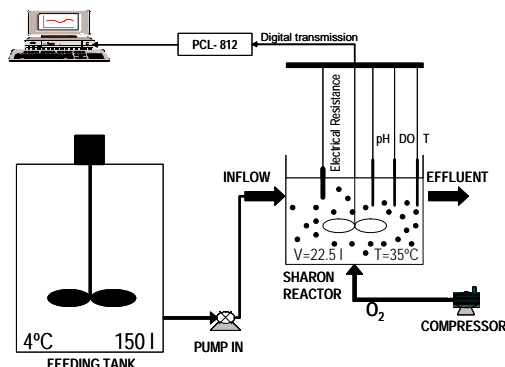 PCL- 812
Digital transmission
Electrical Resistance
pH DO T
INFLOW
EFFLUENT
V=22.5 l T=35ºC
SHARON
REACTOR
O2
COMPRESSOR
4ºC 150 l
PUMP IN
FEEDING TANK